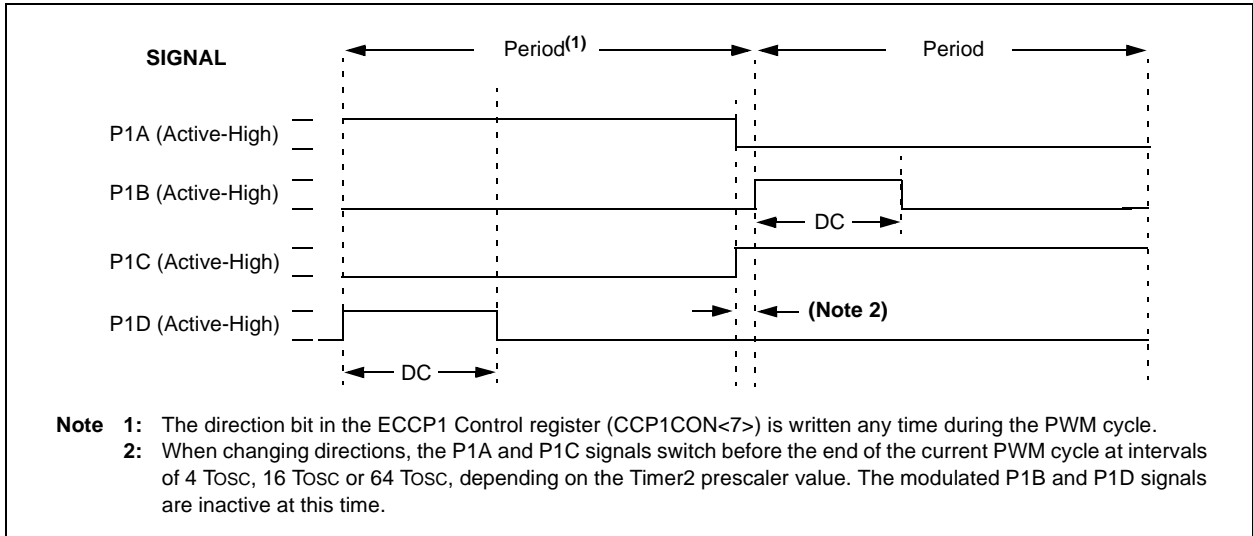 SIGNAL
Period(1)
Period
P1A (Active-High)
P1B (Active-High)
DC
P1C (Active-High)
P1D (Active-High)
(Note 2)
DC
Note 1: The direction bit in the ECCP1 Control register (CCP1CON<7>) is written any time during the PWM cycle.
2: When changing directions, the P1A and P1C signals switch before the end of the current PWM cycle at intervals
of 4 TOSC, 16 TOSC or 64 TOSC, depending on the Timer2 prescaler value. The modulated P1B and P1D signals
are inactive at this time.